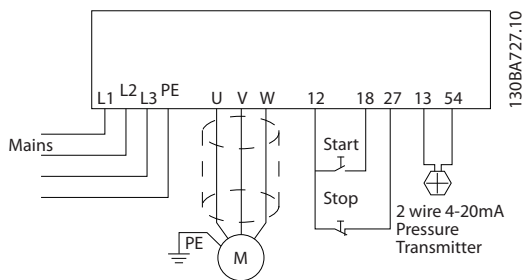 130BA727.10
L1 L2 L3 PE U V W 12 18 27 13 54
Mains
Start
Stop
PE
M
2 wire 4-20mA
Pressure
Transmitter